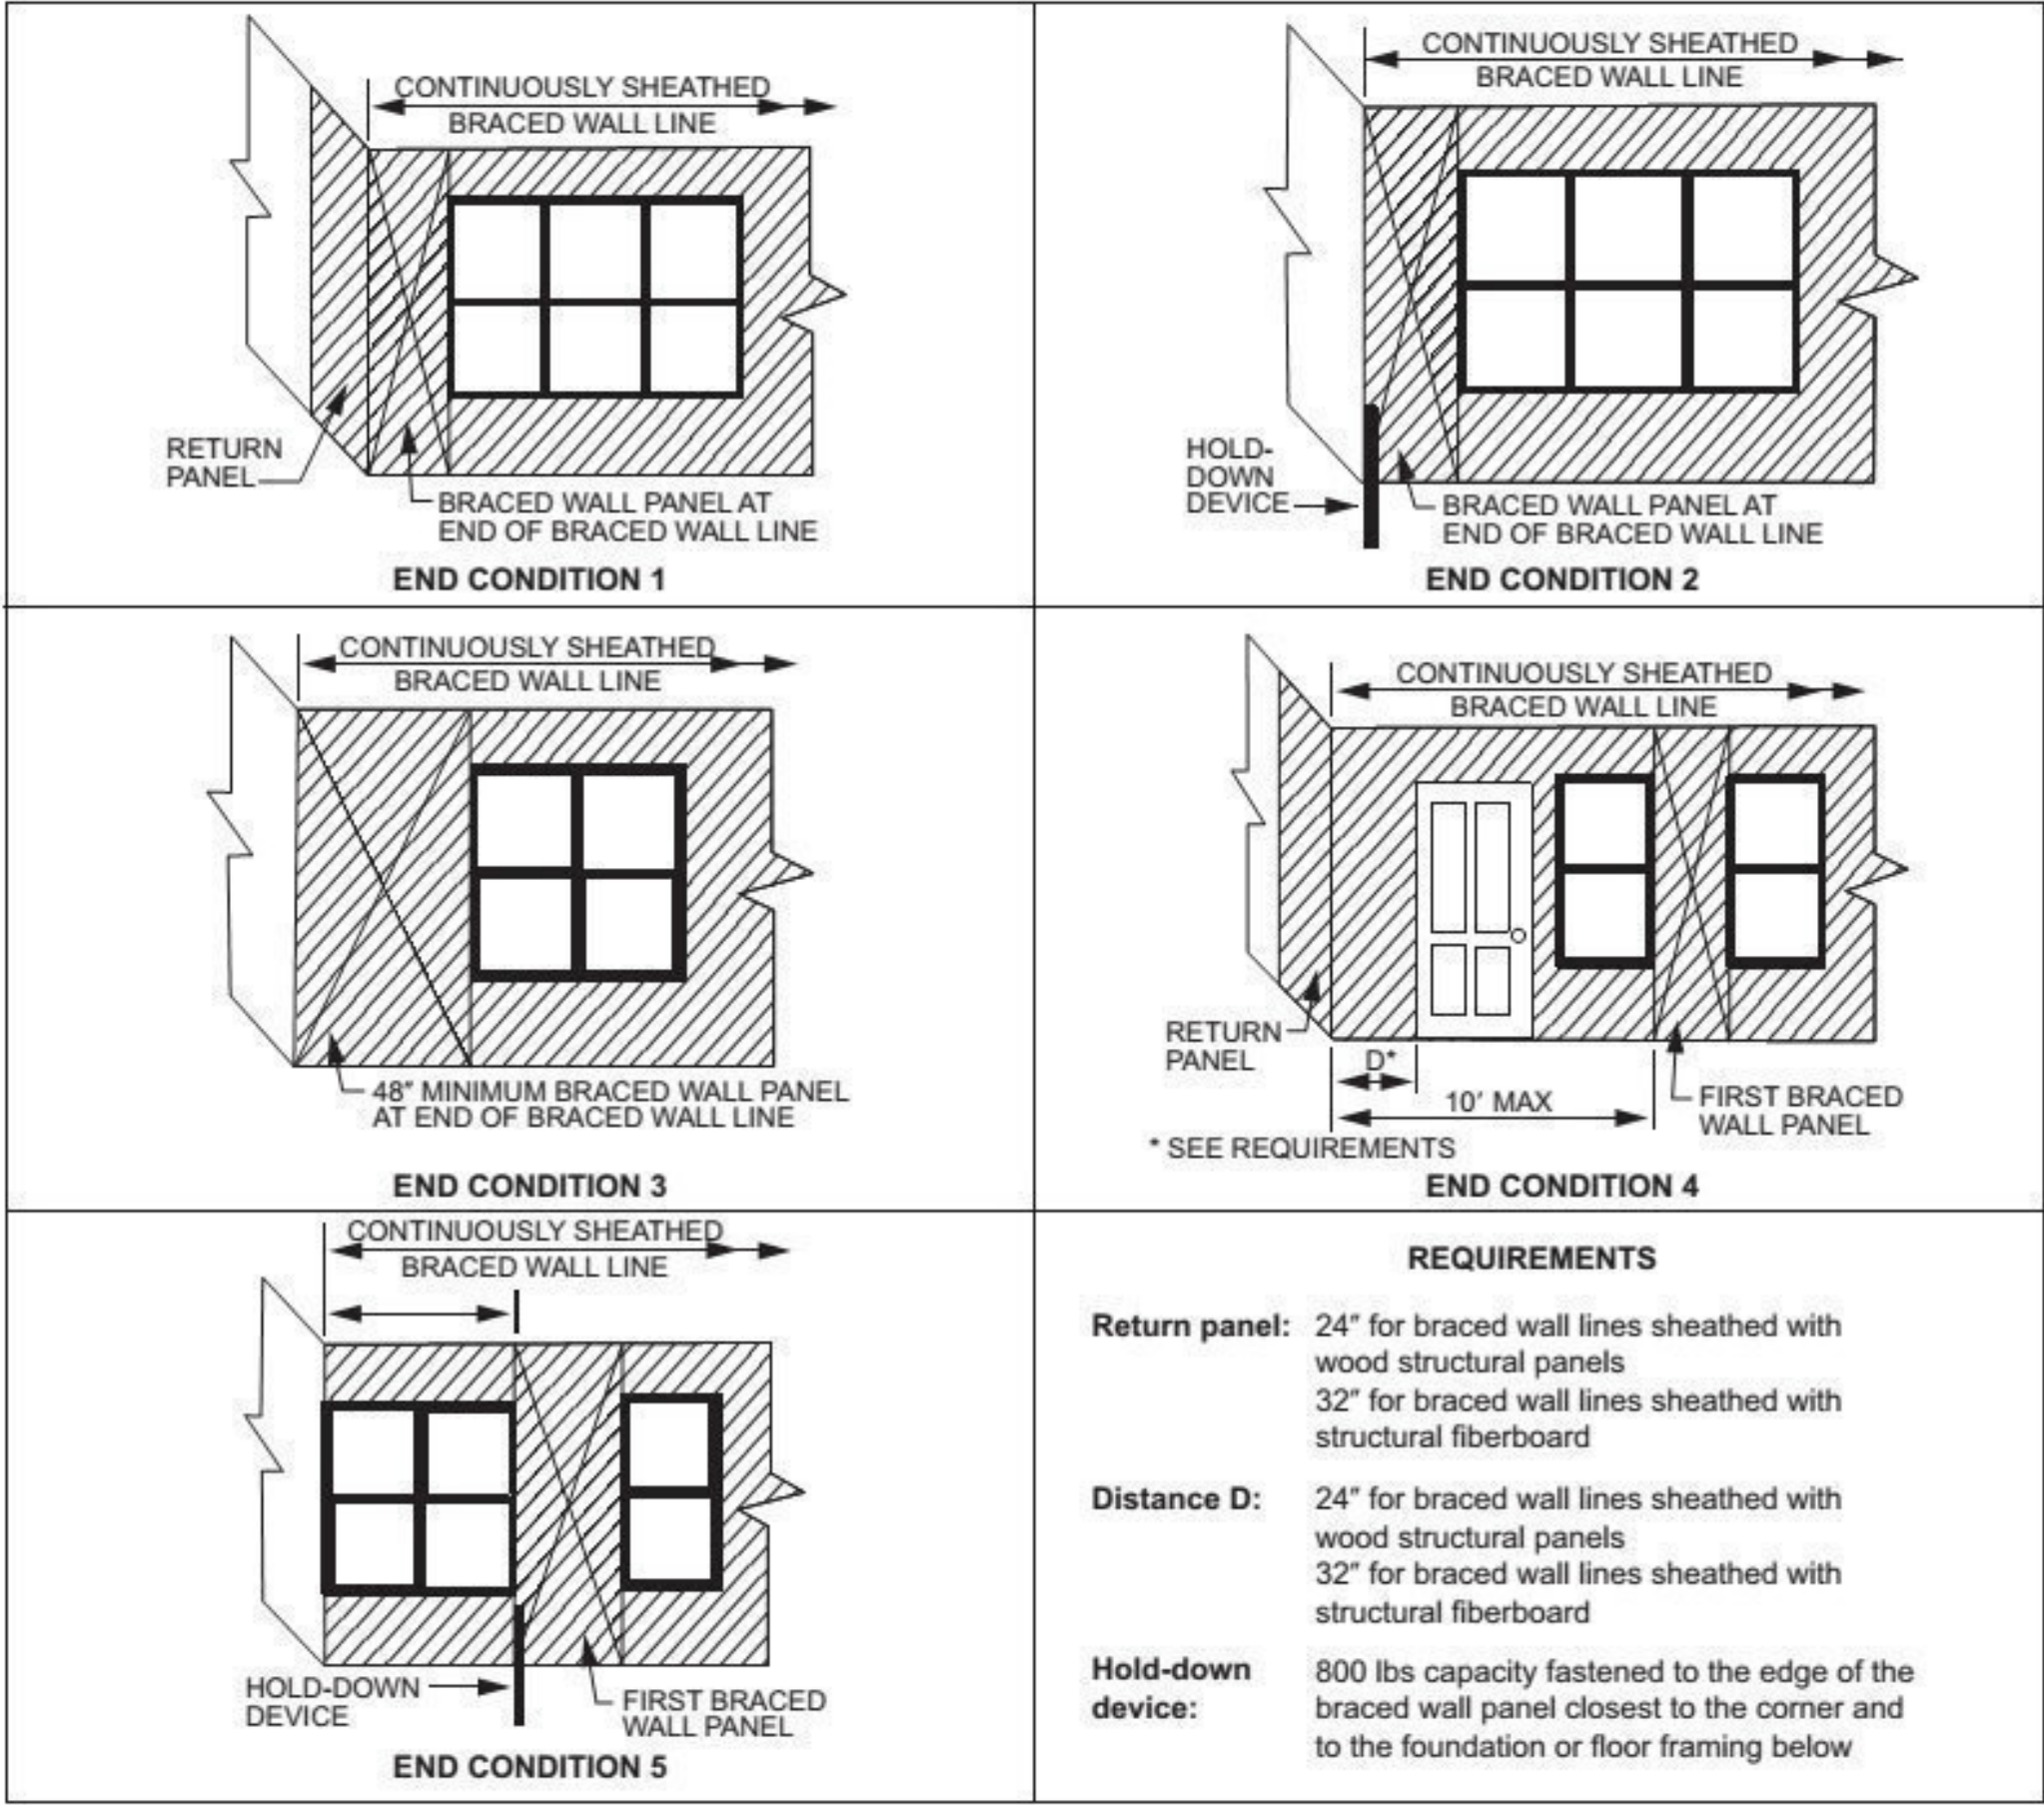 CONTINUOUSLY SHEATHED
BRACED WALL LINE
RETURN
PANEL
BRACED WALL PANEL AT
END OF BRACED WALL LINE
END CONDITION 1
CONTINUOUSLY SHEATHED
BRACED WALL LINE
HOLD-
DOWN
DEVICE
BRACED WALL PANEL AT
END OF BRACED WALL LINE
END CONDITION 2
CONTINUOUSLY SHEATHED
BRACED WALL LINE
48″ MINIMUM BRACED WALL PANEL
AT END OF BRACED WALL LINE
END CONDITION 3
CONTINUOUSLY SHEATHED
BRACED WALL LINE
RETURN
PANEL
D*
10′ MAX
FIRST BRACED
WALL PANEL
* SEE REQUIREMENTS
END CONDITION 4
CONTINUOUSLY SHEATHED
BRACED WALL LINE
HOLD-DOWN
DEVICE
FIRST BRACED
WALL PANEL
END CONDITION 5
REQUIREMENTS
Return panel: 24″ for braced wall lines sheathed with
wood structural panels
32″ for braced wall lines sheathed with
structural fiberboard
Distance D: 24″ for braced wall lines sheathed with
wood structural panels
32″ for braced wall lines sheathed with
structural fiberboard
Hold-down 800 lbs capacity fastened to the edge of the
device: braced wall panel closest to the corner and
to the foundation or floor framing below